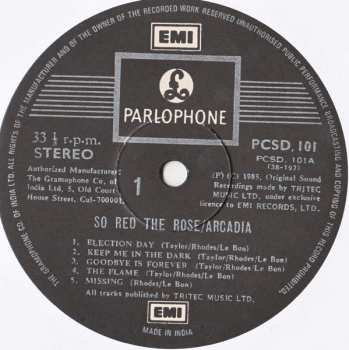 ALL RIGHTS OF THE MANUFACTURER AND OF THE OWNER OF THE RECORDED WORK RESERVED UNAUTHORISED PUBLIC PERFORMANCE BROADCASTING AND COPYING OF THIS RECORD PROHIBITED
EMI
PARLOPHONE
33 1/3 r.p.m.
STEREO
PCSD. 101
PCSD. 101A
(38-197)
Authorized Manufacturer
The Gramophone Co. of
India Ltd. 5, Old Court
House Street, Cal-700001.
1
(P) (C) 1985, Original Sound
Recordings made by TRITEC
MUSIC LTD. under exclusive
licence to EMI RECORDS, LTD.
SO RED THE ROSE/ARCADIA
1. ELECTION DAY (Taylor/Rhodes/Le Bon)
2. KEEP ME IN THE DARK (Taylor/Rhodes/Le Bon)
3. GOODBYE IS FOREVER (Taylor/Rhodes/Le Bon)
4. THE FLAME (Taylor/Rhodes/Le Bon)
5. MISSING (Rhodes/Le Bon)
All tracks published by TRITEC MUSIC LTD.
EMI
MADE IN INDIA
THE GRAMOPHONE CO OF INDIA LTD.